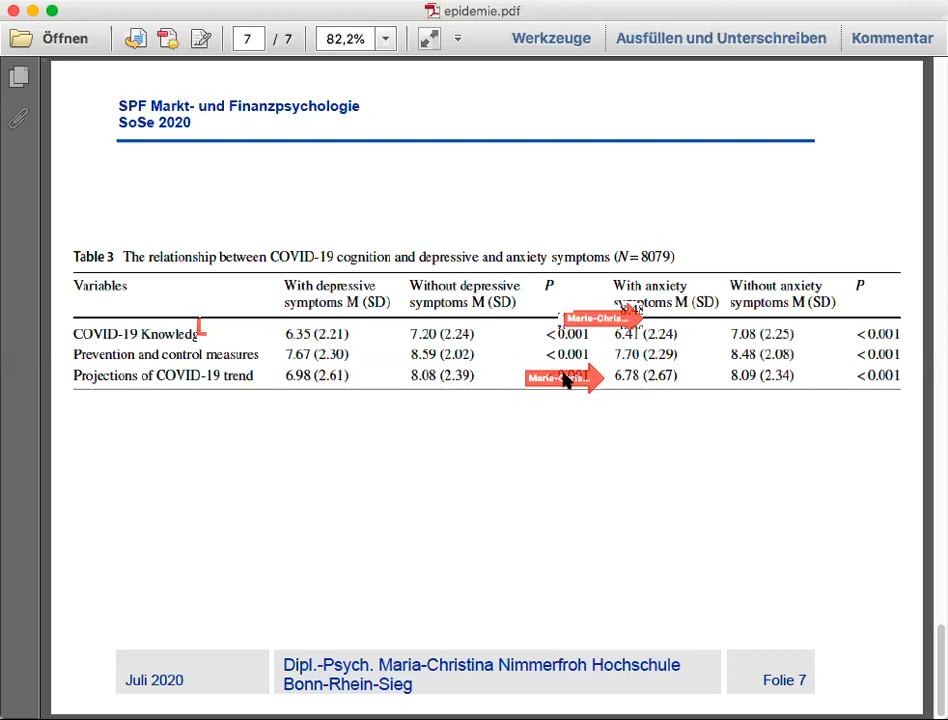 epidemie.pdf
Öffnen
7 / 7
82,2%
Werkzeuge
Ausfüllen und Unterschreiben
Kommentar
SPF Markt- und Finanzpsychologie
SoSe 2020
Table 3 The relationship between COVID-19 cognition and depressive and anxiety symptoms (N = 8079)
Variables With depressive symptoms M (SD) Without depressive symptoms M (SD) P With anxiety symptoms M (SD) Without anxiety symptoms M (SD) P
Maria-Chris...
COVID-19 Knowledg 6.35 (2.21) 7.20 (2.24) <0.001 6.41 (2.24) 7.08 (2.25) <0.001
Prevention and control measures 7.67 (2.30) 8.59 (2.02) <0.001 7.70 (2.29) 8.48 (2.08) <0.001
Projections of COVID-19 trend 6.98 (2.61) 8.08 (2.39) <0.001 6.78 (2.67) 8.09 (2.34) <0.001
Juli 2020
Dipl.-Psych. Maria-Christina Nimmerfroh Hochschule
Bonn-Rhein-Sieg
Folie 7